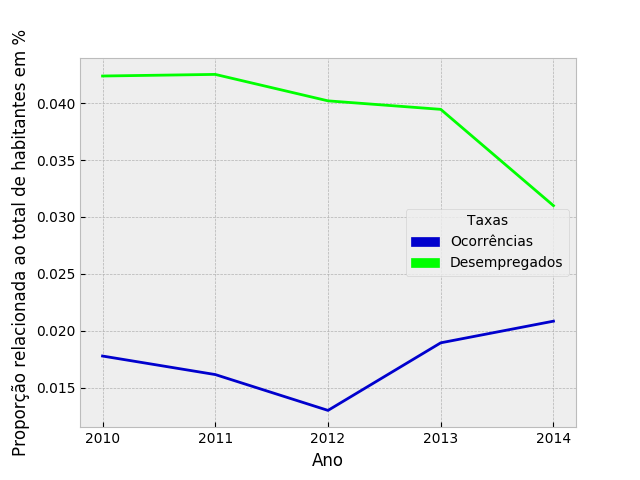 Proporção relacionada ao total de habitantes em %
0.040
0.035
0.030
0.025
0.020
0.015
Taxas
Ocorrências
Desempregados
2010 2011 2012 2013 2014
Ano